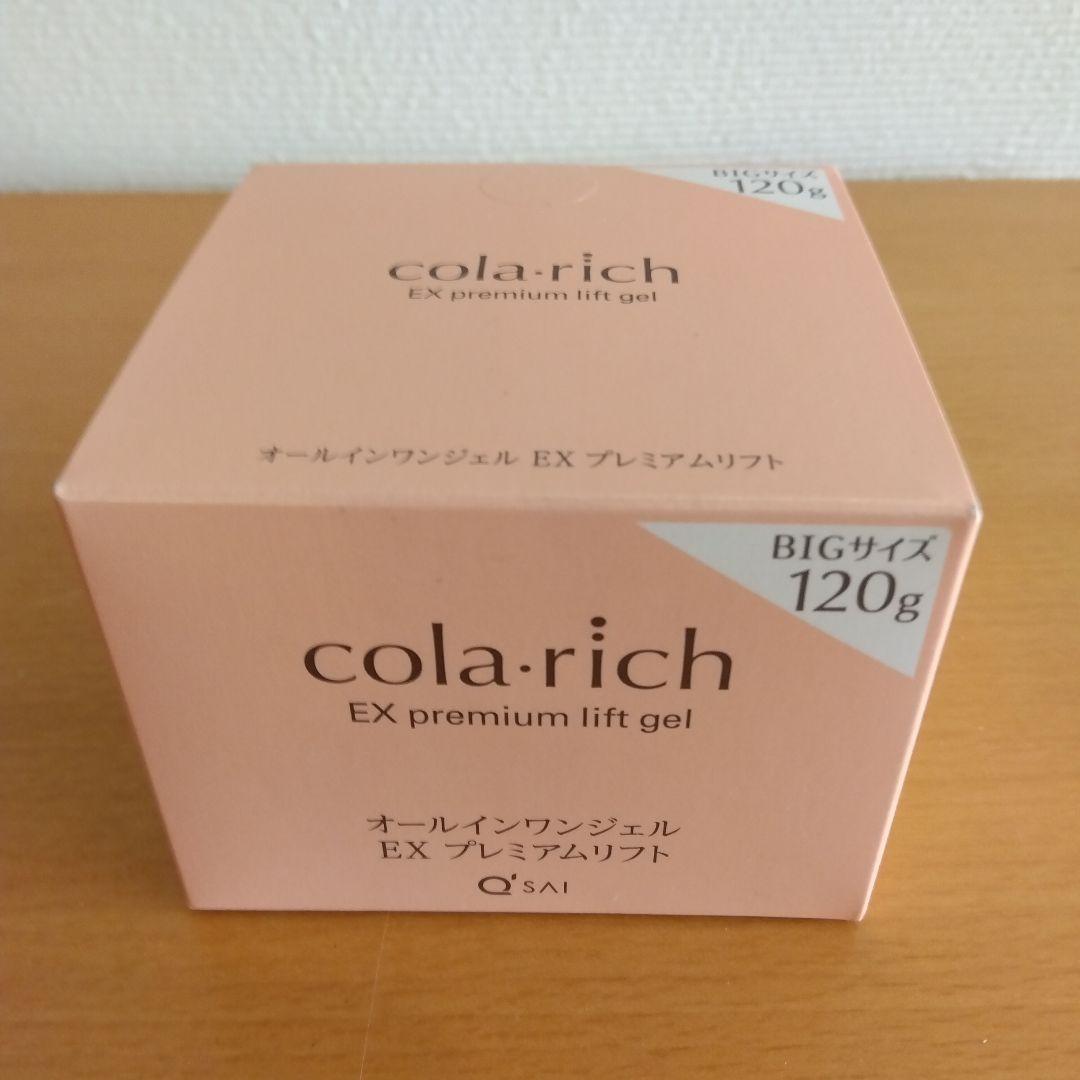 BIGサイズ
120g
cola·rich
EX premium lift gel
オールインワンジェル EX プレミアムリフト
BIGサイズ
120g
cola·rich
EX premium lift gel
オールインワンジェル
EX プレミアムリフト
Q'SAI